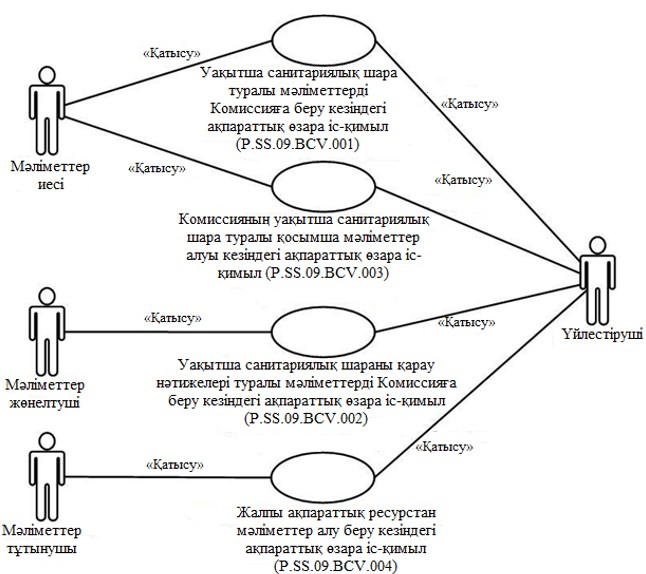 «Қатысу»
Уақытша санитариялық шара
туралы мәліметтерді
Комиссияға беру кезіндегі
ақпараттық өзара іс-қимыл
(P.SS.09.BCV.001)
«Қатысу»
Мәліметтер
иесі
«Қатысу»
«Қатысу»
Комиссияның уақытша санитариялық
шара туралы қосымша мәліметтер
алуы кезіндегі ақпараттық өзара іс-
қимыл (P.SS.09.BCV.003)
Үйлестіруші
«Қатысу»
«Қатысу»
Мәліметтер
жөнелтуші
Уақытша санитариялық шараны қарау
нәтижелері туралы мәліметтерді Комиссияға
беру кезіндегі ақпараттық өзара іс-қимыл
(P.SS.09.BCV.002)
«Қатысу»
«Қатысу»
Мәліметтер
тұтынушы
Жалпы ақпараттық ресурстан
мәліметтер алу беру кезіндегі
ақпараттық өзара іс-қимыл
(P.SS.09.BCV.004)